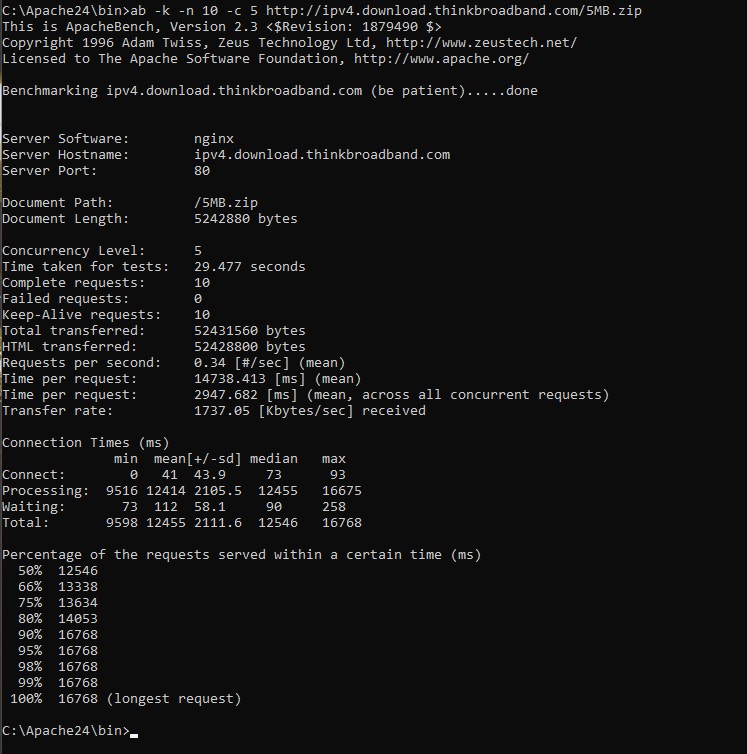 C:\Apache24\bin>ab -k -n 10 -c 5 http://ipv4.download.thinkbroadband.com/5MB.zip
This is ApacheBench, Version 2.3 <$Revision: 1879490 $>
Copyright 1996 Adam Twiss, Zeus Technology Ltd, http://www.zeustech.net/
Licensed to The Apache Software Foundation, http://www.apache.org/

Benchmarking ipv4.download.thinkbroadband.com (be patient).....done


Server Software:        nginx
Server Hostname:        ipv4.download.thinkbroadband.com
Server Port:            80

Document Path:          /5MB.zip
Document Length:        5242880 bytes

Concurrency Level:      5
Time taken for tests:   29.477 seconds
Complete requests:      10
Failed requests:        0
Keep-Alive requests:    10
Total transferred:      52431560 bytes
HTML transferred:       52428800 bytes
Requests per second:    0.34 [#/sec] (mean)
Time per request:       14738.413 [ms] (mean)
Time per request:       2947.682 [ms] (mean, across all concurrent requests)
Transfer rate:          1737.05 [Kbytes/sec] received

Connection Times (ms)
              min  mean[+/-sd] median   max
Connect:        0   41  43.9     73      93
Processing:  9516 12414 2105.5  12455   16675
Waiting:       73  112  58.1     90     258
Total:       9598 12455 2111.6  12546   16768

Percentage of the requests served within a certain time (ms)
  50%  12546
  66%  13338
  75%  13634
  80%  14053
  90%  16768
  95%  16768
  98%  16768
  99%  16768
 100%  16768 (longest request)

C:\Apache24\bin>